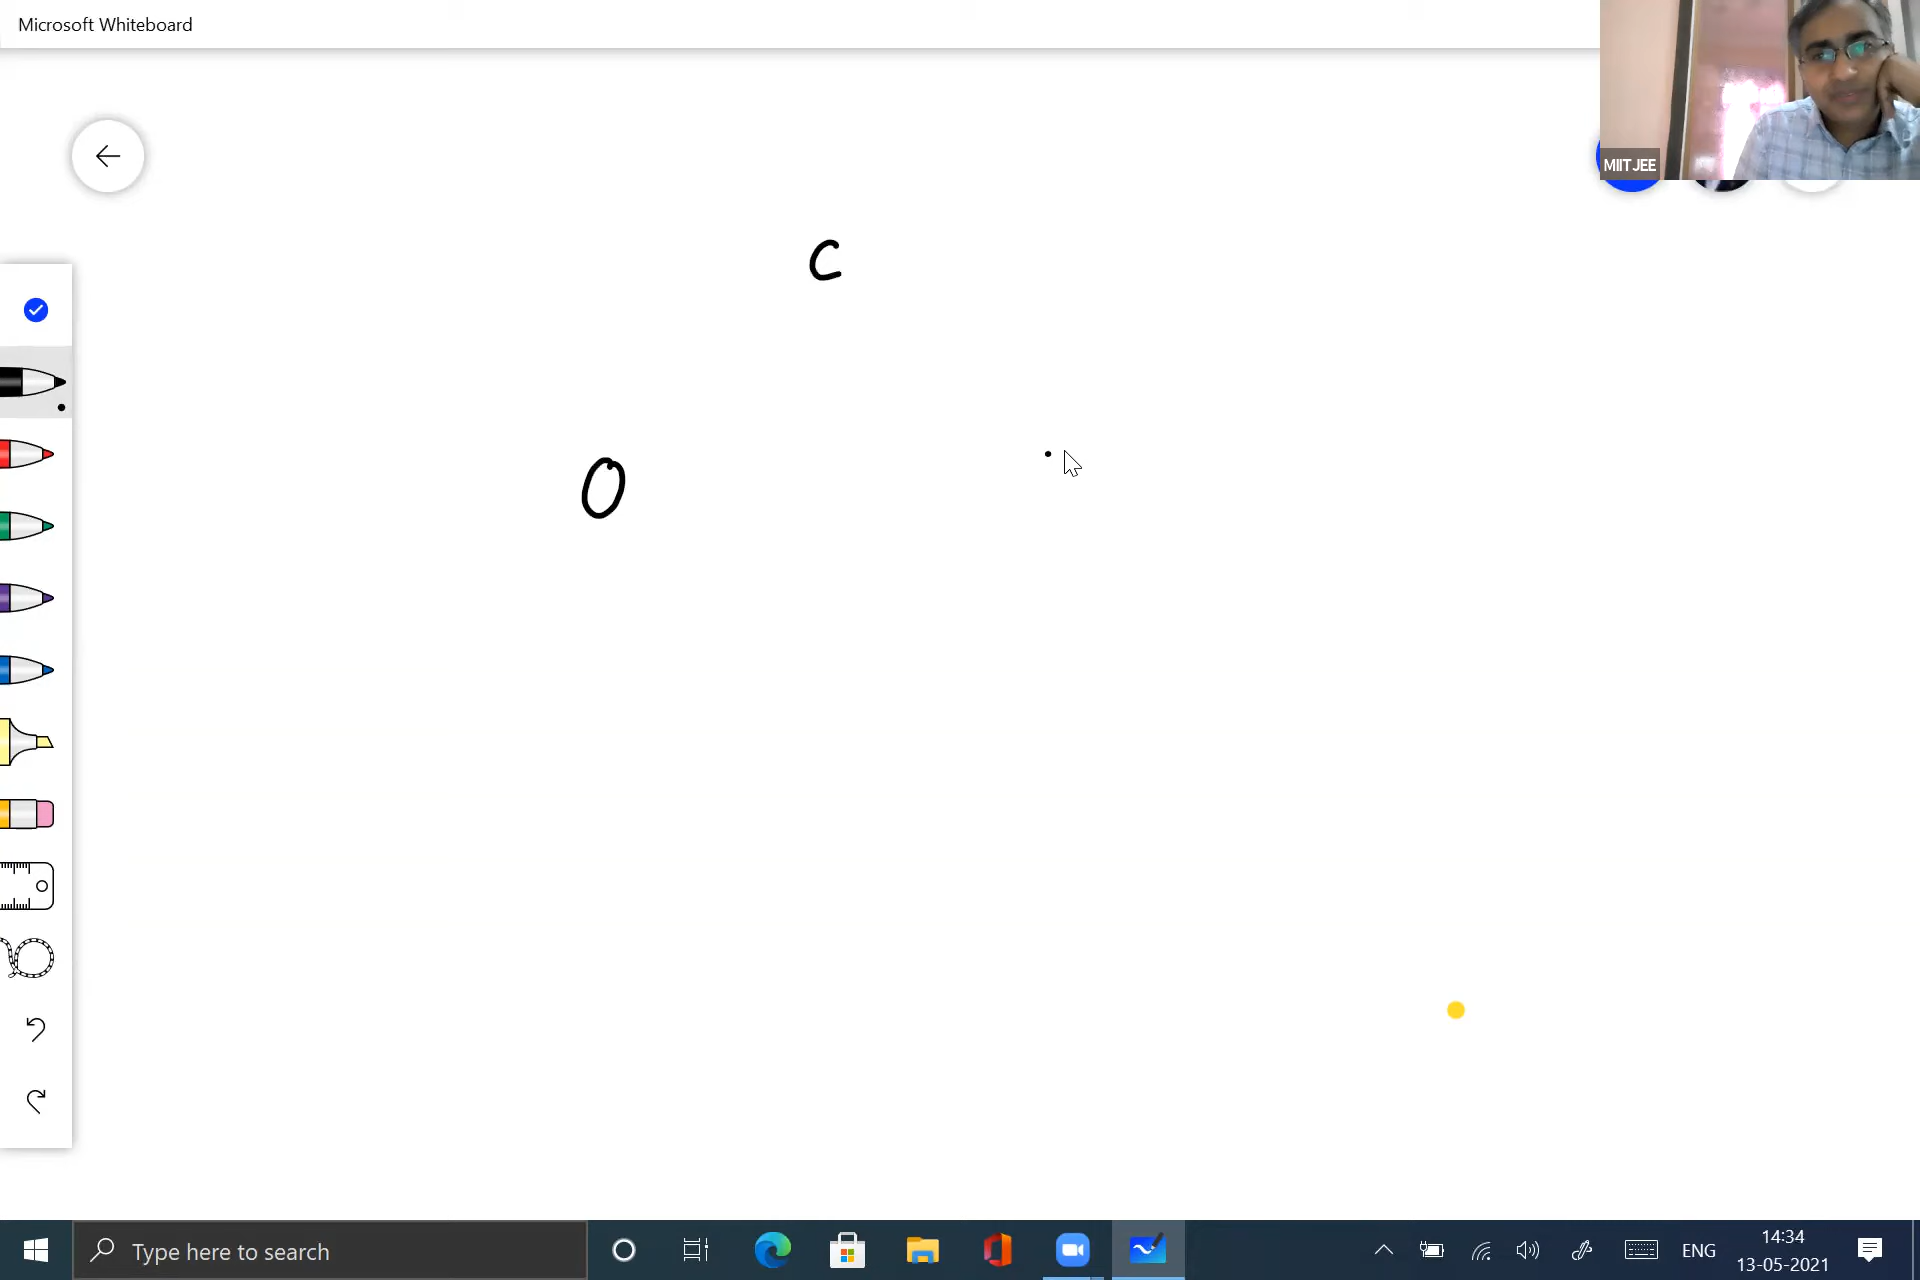 Microsoft Whiteboard
MIITJEE
C
O
Type here to search
ENG
14:34
13-05-2021